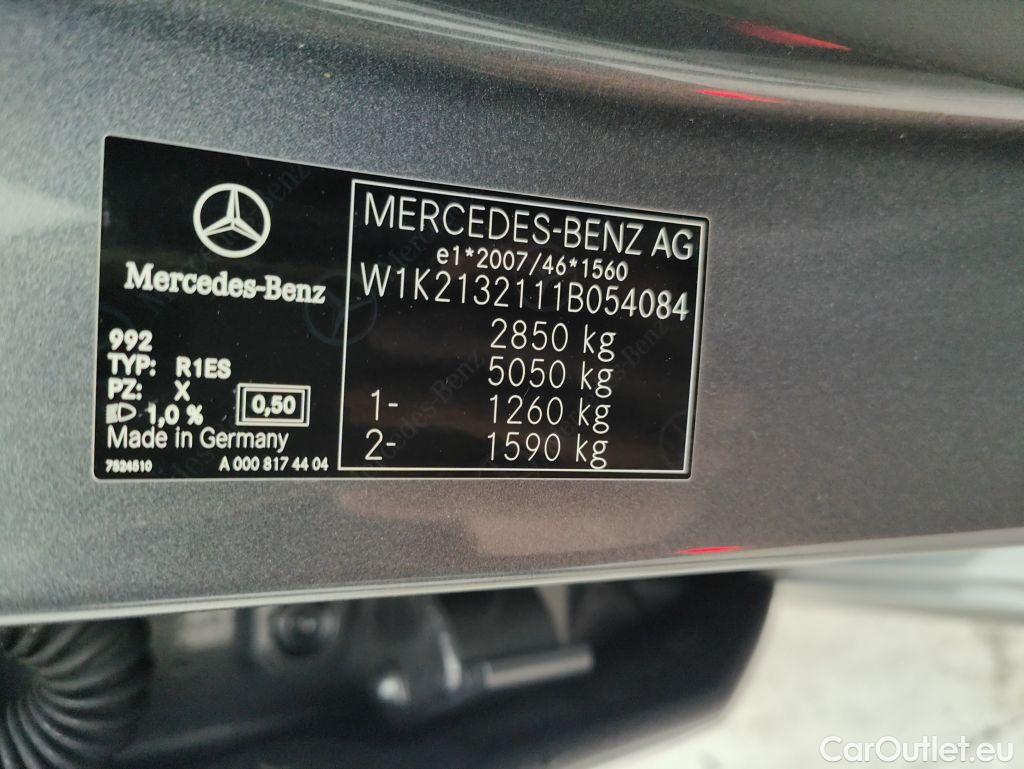 Mercedes-Benz
992
TYP: R1ES
PZ: X
1,0 % 0,50
Made in Germany
7524510 A 000 817 44 04
MERCEDES-BENZ AG
e1*2007/46*1560
W1K2132111B054084
2850 kg
5050 kg
1- 1260 kg
2- 1590 kg
CarOutlet.eu